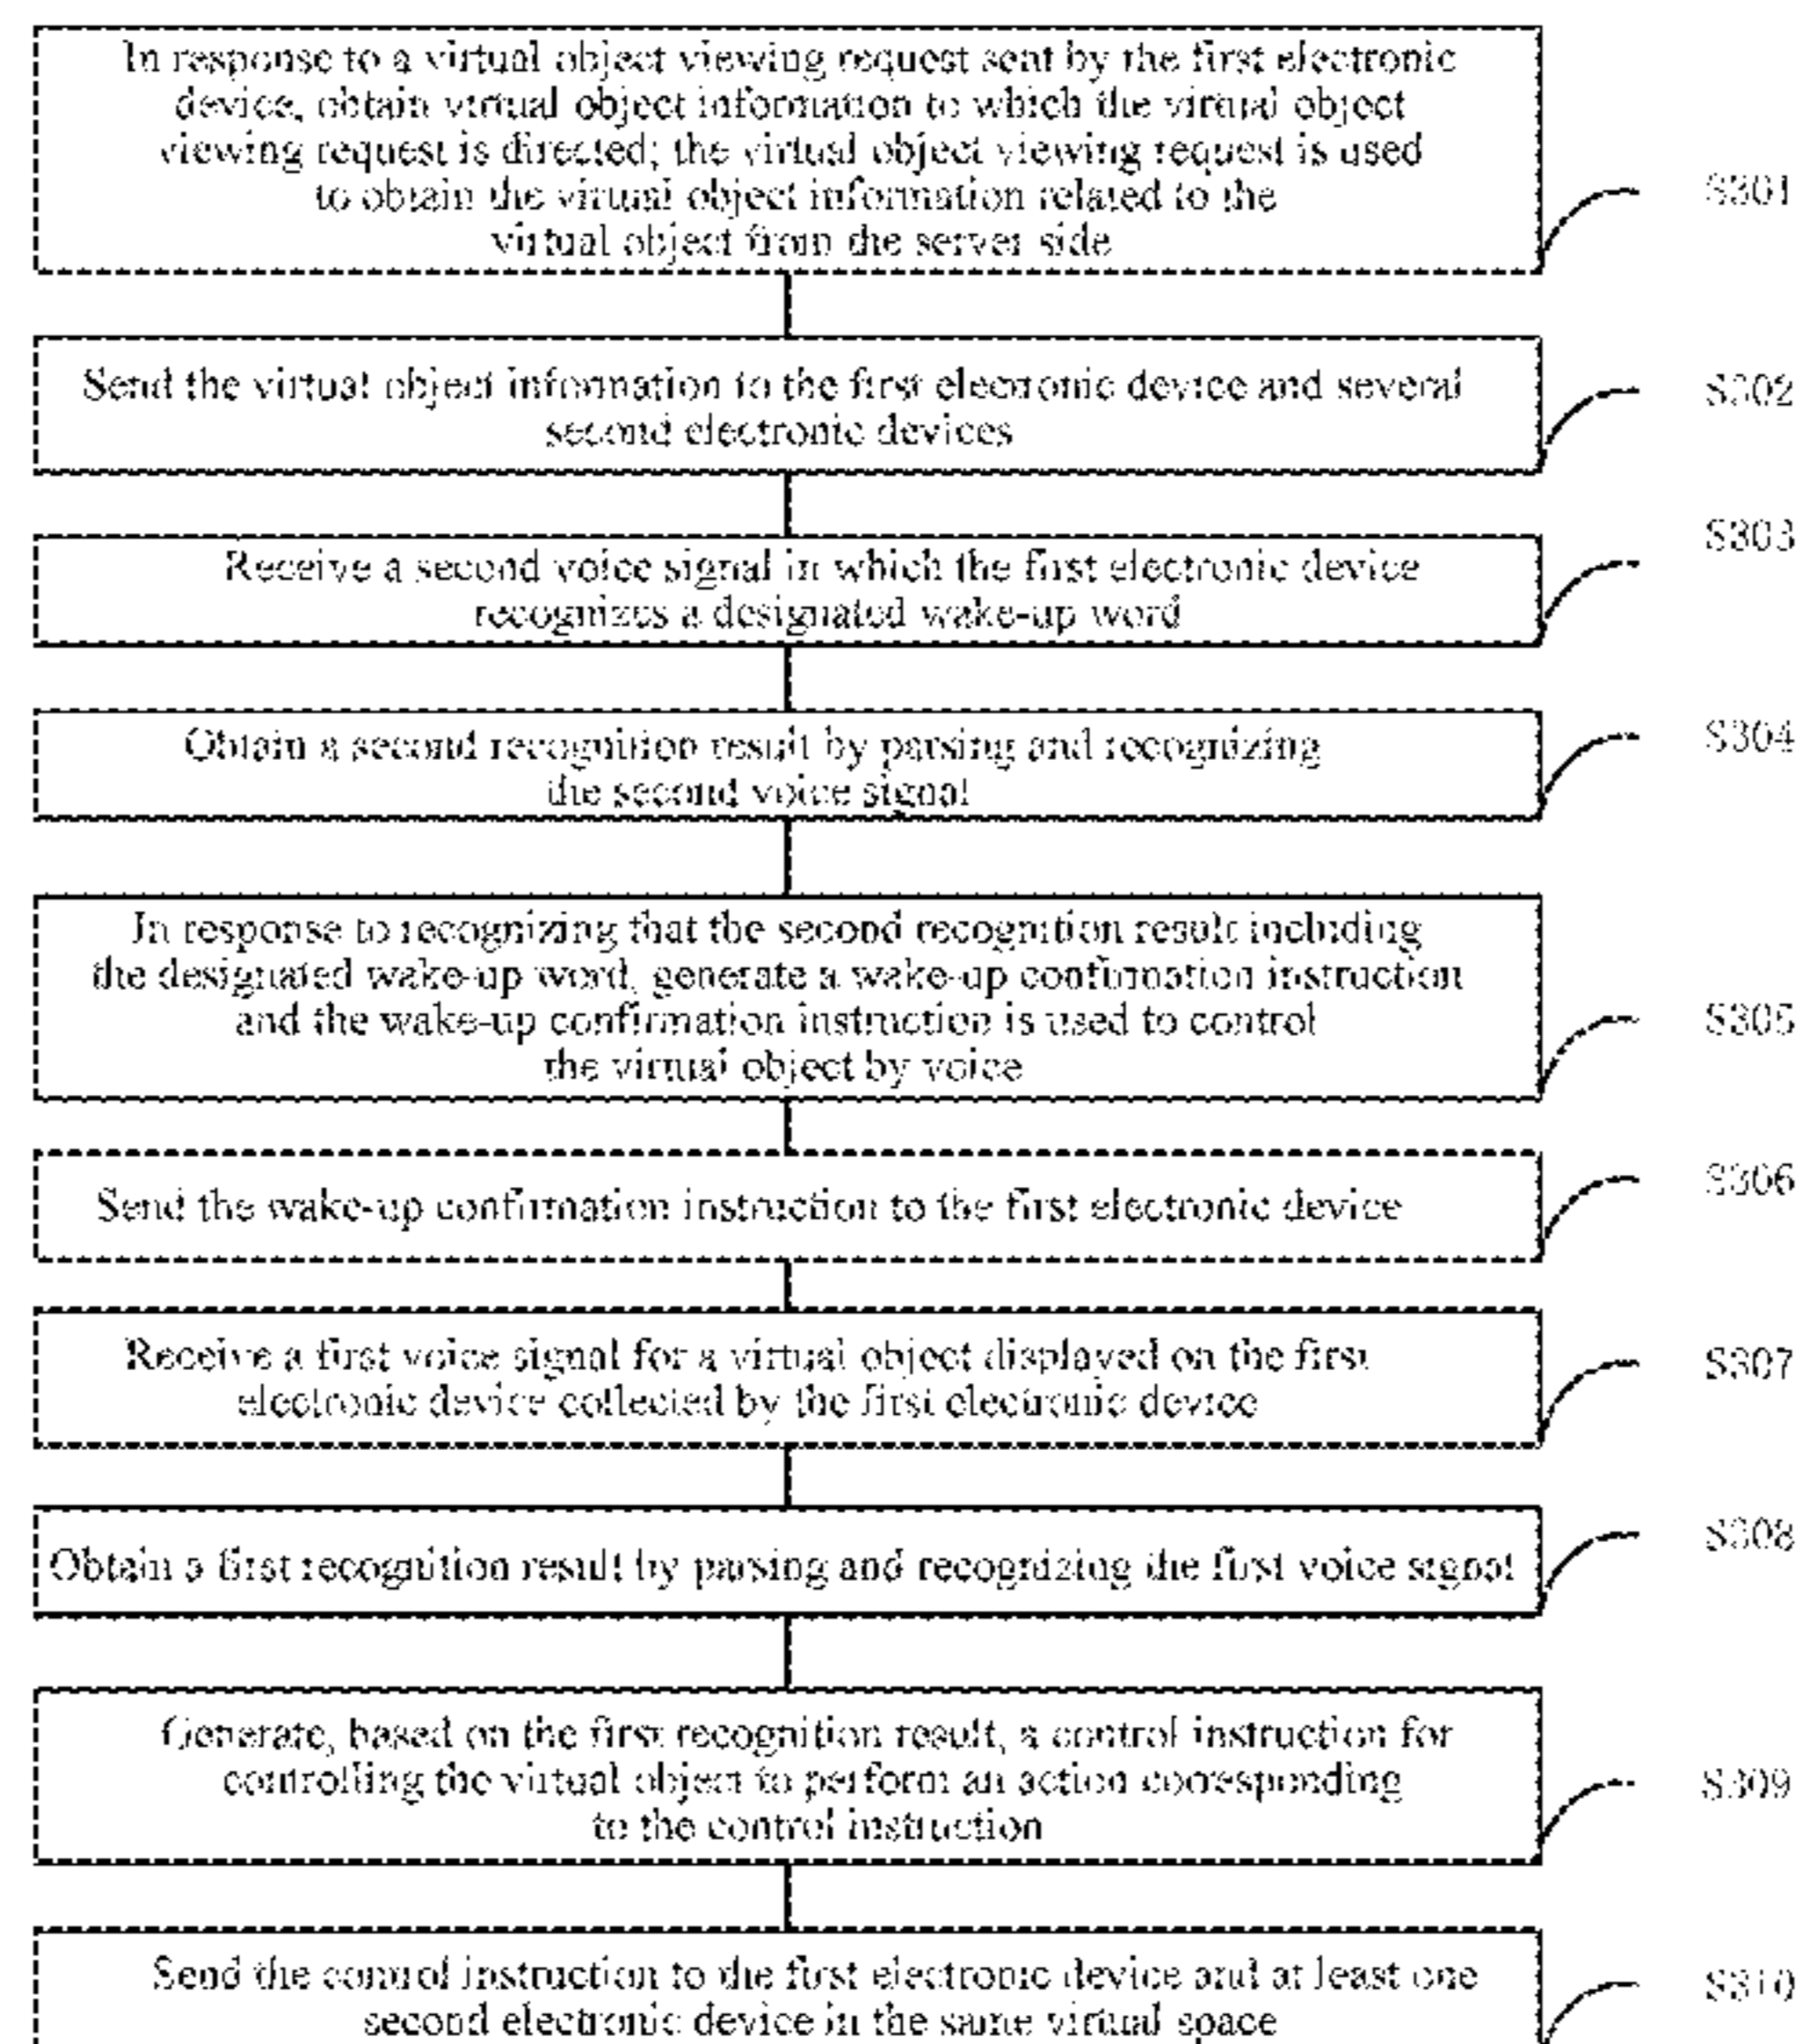 In response to a virtual object viewing request sent by the first electronic
device, obtain virtual object information to which the virtual object
viewing request is directed; the virtual object viewing request is used
to obtain the virtual object information related to the
virtual object from the server side
S301
Send the virtual object information to the first electronic device and several
second electronic devices
S302
Receive a second voice signal in which the first electronic device
recognizes a designated wake-up word
S303
Obtain a second recognition result by parsing and recognizing
the second voice signal
S304
In response to recognizing that the second recognition result including
the designated wake-up word, generate a wake-up confirmation instruction
and the wake-up confirmation instruction is used to control
the virtual object by voice
S305
Send the wake-up confirmation instruction to the first electronic device
S306
Receive a first voice signal for a virtual object displayed on the first
electronic device collected by the first electronic device
S307
Obtain a first recognition result by parsing and recognizing the first voice signal
S308
Generate, based on the first recognition result, a control instruction for
controlling the virtual object to perform an action corresponding
to the control instruction
S309
Send the control instruction to the first electronic device and at least one
second electronic device in the same virtual space
S310